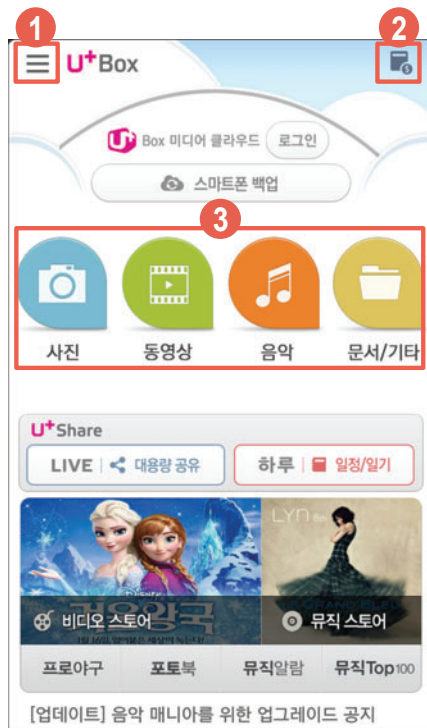 1
2
U+Box
U+ Box 미디어 클라우드 로그인
스마트폰 백업
3
사진 동영상 음악 문서/기타
U+Share
LIVE 대용량 공유 하루 일정/일기
LYn 8th
겨울왕국
비디오 스토어 뮤직 스토어
프로야구 포토북 뮤직알람 뮤직Top100
[업데이트] 음악 매니아를 위한 업그레이드 공지